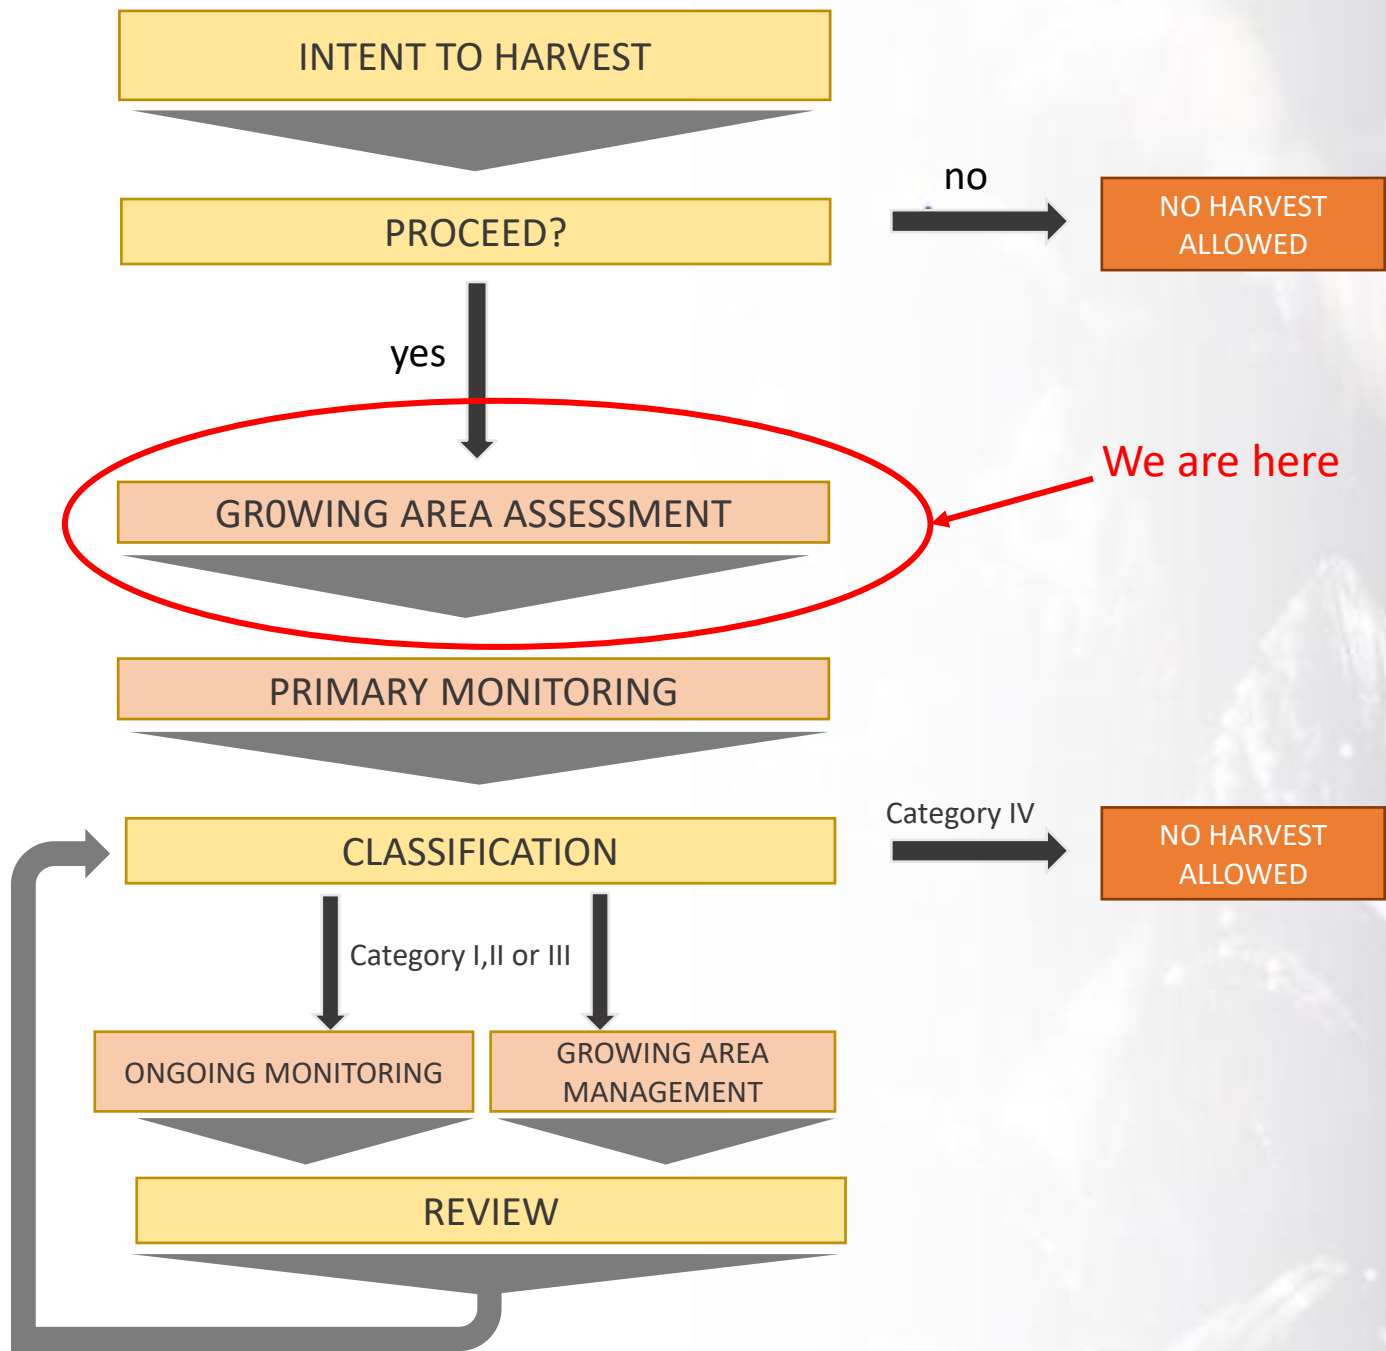 INTENT TO HARVEST
PROCEED?
no
NO HARVEST
ALLOWED
yes
We are here
GR0WING AREA ASSESSMENT
PRIMARY MONITORING
CLASSIFICATION
Category IV
NO HARVEST
ALLOWED
Category I,II or III
ONGOING MONITORING
GROWING AREA
MANAGEMENT
REVIEW